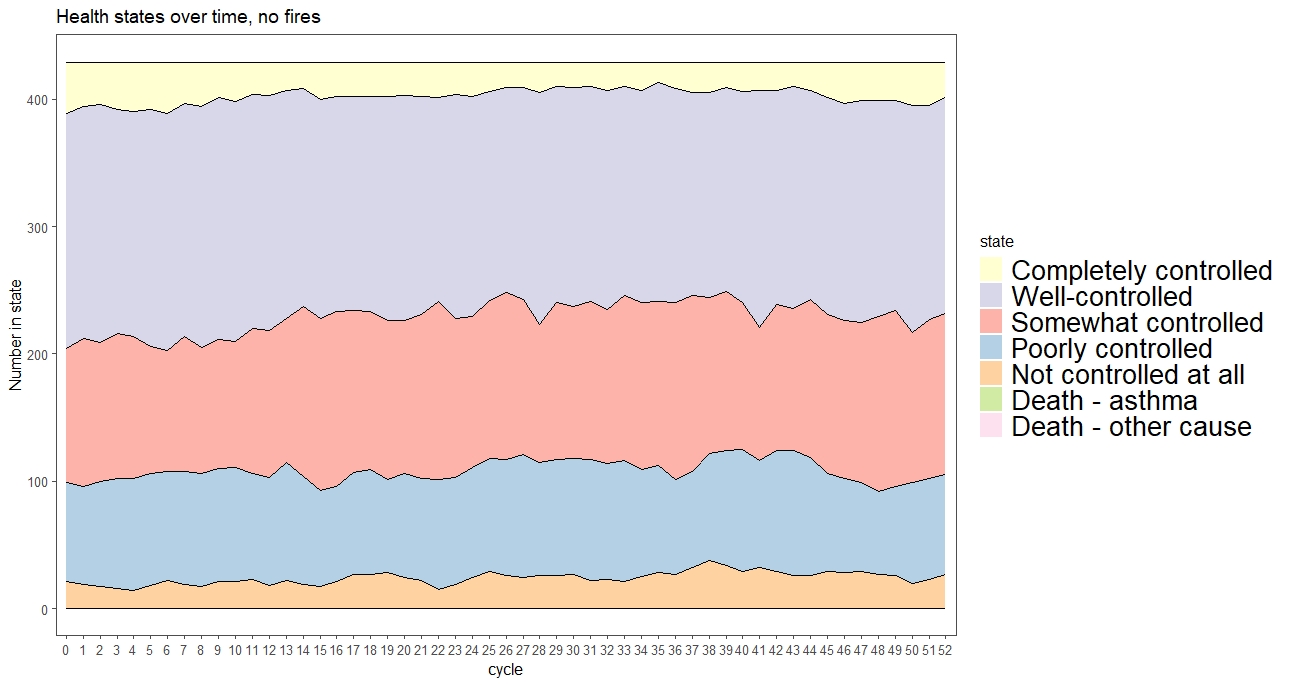 Health states over time, no fires
Number in state
400
300
200
100
0
0 1 2 3 4 5 6 7 8 9 10 11 12 13 14 15 16 17 18 19 20 21 22 23 24 25 26 27 28 29 30 31 32 33 34 35 36 37 38 39 40 41 42 43 44 45 46 47 48 49 50 51 52
cycle
state
Completely controlled
Well-controlled
Somewhat controlled
Poorly controlled
Not controlled at all
Death - asthma
Death - other cause